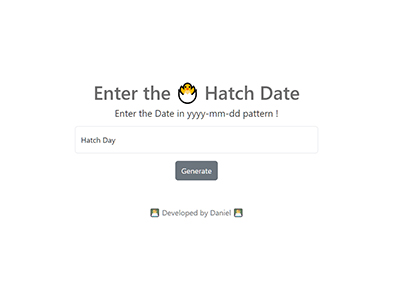 Enter the 🐣 Hatch Date
Enter the Date in yyyy-mm-dd pattern !
Hatch Day
Generate
Developed by Daniel